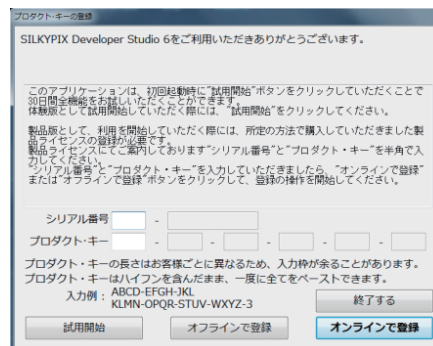 プロダクト・キーの登録
SILKYPIX Developer Studio 6をご利用いただきありがとうございます。
このアプリケーションは、初回起動時に"試用開始"ボタンをクリックしていただくことで
30日間全機能をお試しいただくことができます。
体験版として試用開始していただく際には、"試用開始"をクリックしてください。
製品版として、利用を開始していただく際には、所定の方法で購入していただきました製
品ライセンスの登録が必要です。
製品ライセンスにてご案内しております"シリアル番号"と"プロダクト・キー"を半角で入
力してください。
"シリアル番号"と"プロダクト・キー"を入力していただきましたら、"オンラインで登録"
または"オフラインで登録"ボタンをクリックして、登録の操作を開始してください。
シリアル番号 -
プロダクト・キー - - - - -
プロダクト・キーの長さはお客様ごとに異なるため、入力枠が余ることがあります。
プロダクト・キーはハイフンを含んだまま、一度に全てをペーストできます。
入力例 : ABCD-EFGH-JKL
KLMN-OPQR-STUV-WXYZ-3
終了する
試用開始 オフラインで登録 オンラインで登録